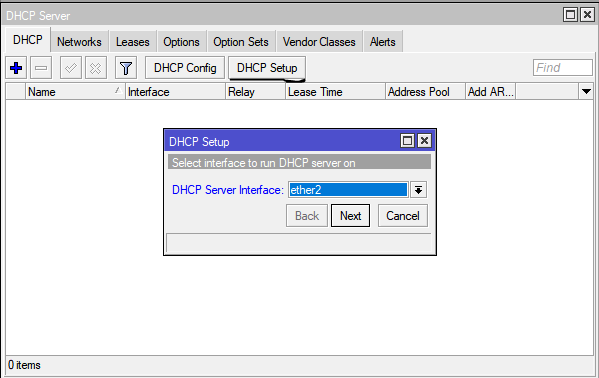 DHCP Server
DHCP Networks Leases Options Option Sets Vendor Classes Alerts
DHCP Config DHCP Setup Find
Name Interface Relay Lease Time Address Pool Add AR...
DHCP Setup
Select interface to run DHCP server on
DHCP Server Interface: ether2
Back Next Cancel
0 items